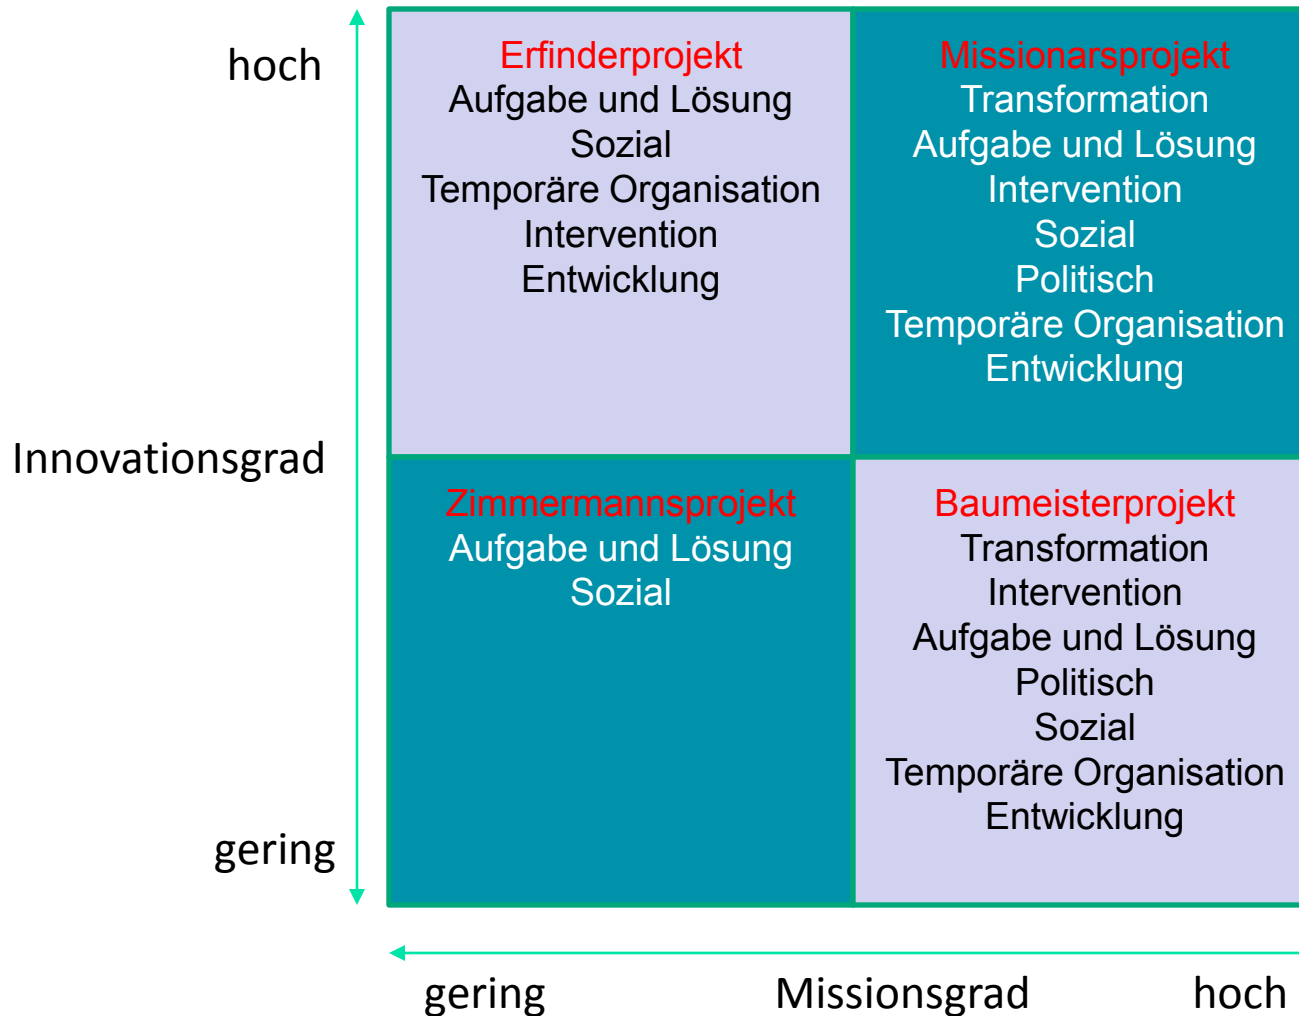 hoch
Erfinderprojekt
Aufgabe und Lösung
Sozial
Temporäre Organisation
Intervention
Entwicklung
Missionarsprojekt
Transformation
Aufgabe und Lösung
Intervention
Sozial
Politisch
Temporäre Organisation
Entwicklung
Innovationsgrad
Zimmermannsprojekt
Aufgabe und Lösung
Sozial
Baumeisterprojekt
Transformation
Intervention
Aufgabe und Lösung
Politisch
Sozial
Temporäre Organisation
Entwicklung
gering
gering Missionsgrad hoch